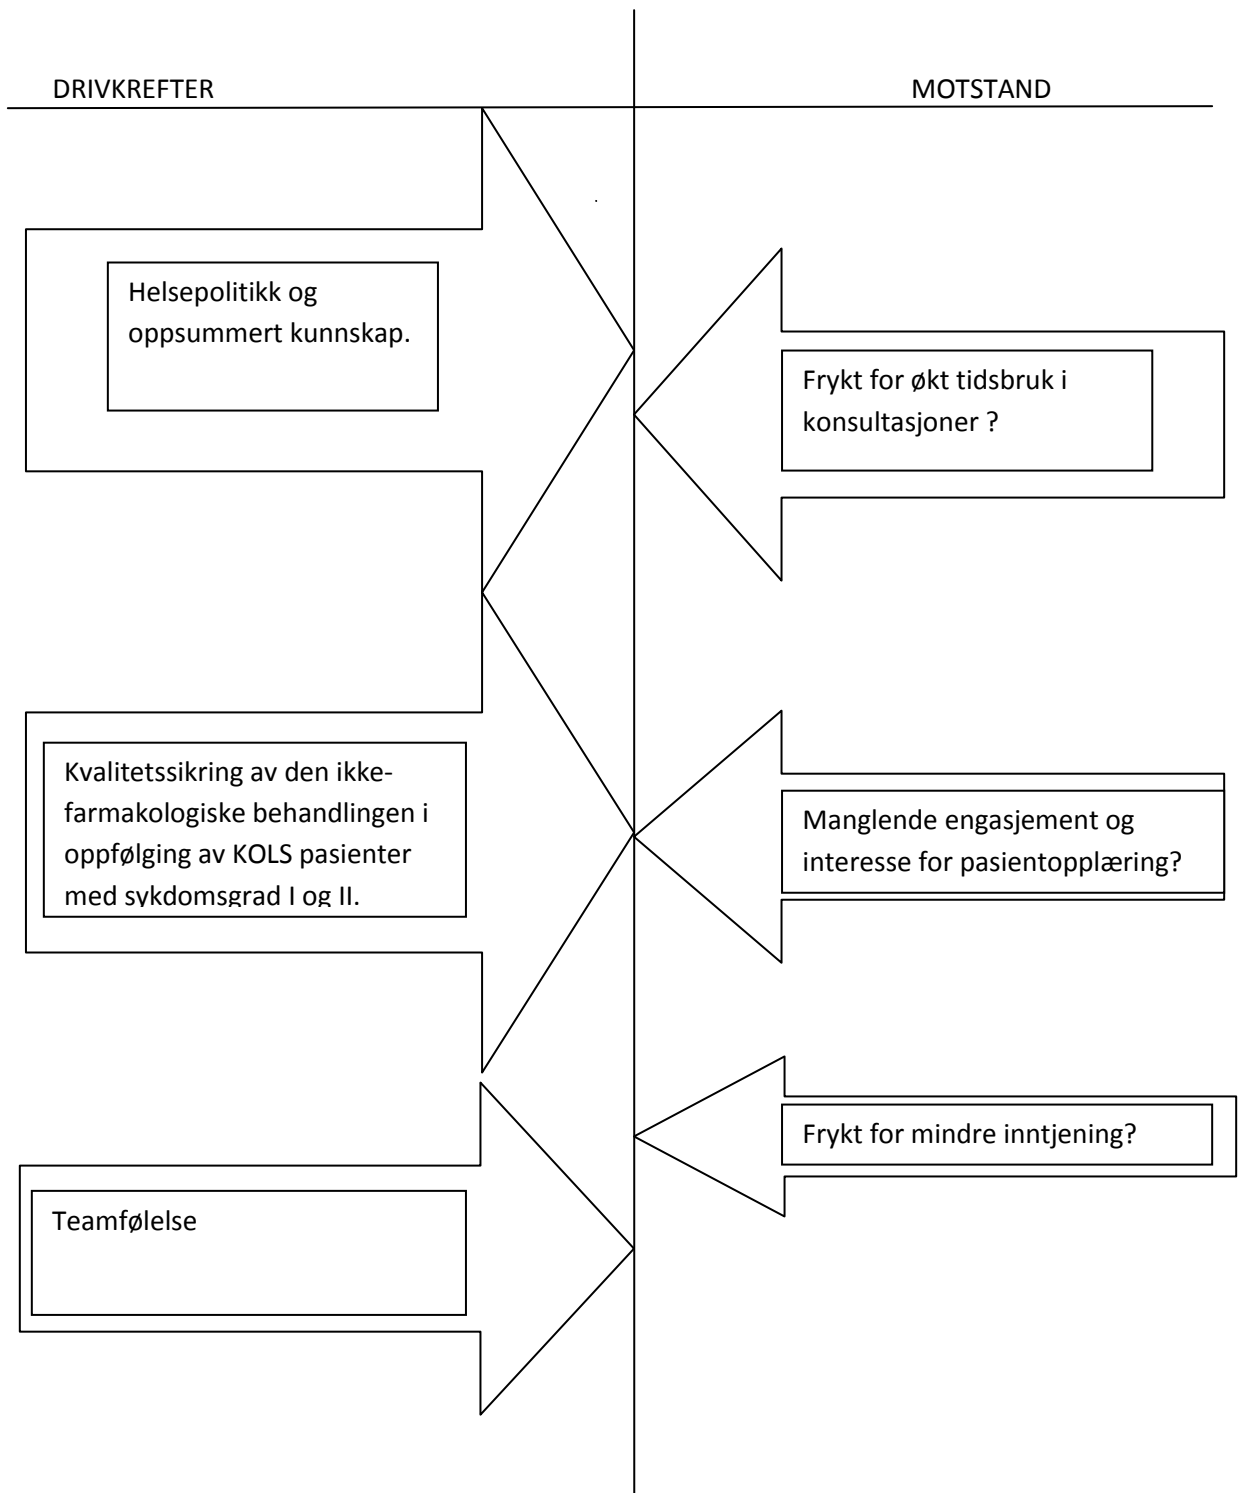 DRIVKREFTER
MOTSTAND
Helsepolitikk og
oppsummert kunnskap.
Frykt for økt tidsbruk i
konsultasjoner ?
Kvalitetssikring av den ikke-
farmakologiske behandlingen i
oppfølging av KOLS pasienter
med sykdomsgrad I og II.
Manglende engasjement og
interesse for pasientopplæring?
Frykt for mindre inntjening?
Teamfølelse